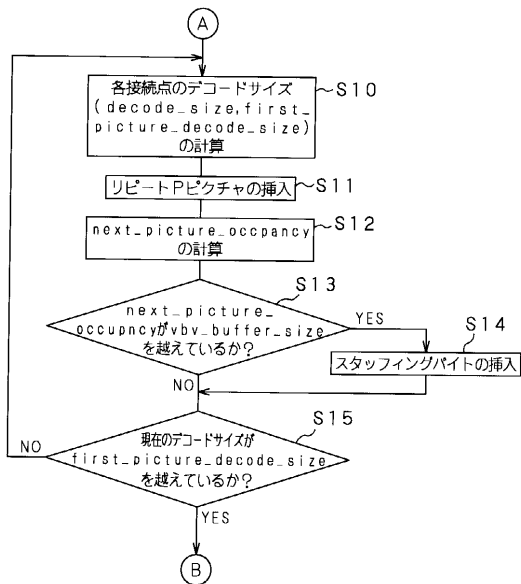 A
各接続点のデコードサイズ
(decode_size,first_
picture_decode_size)
の計算
S10
リピートPピクチャの挿入
S11
next_picture_occpancy
の計算
S12
next_picture_
occupncyがvbv_buffer_size
を越えているか?
S13
YES
スタッフィングバイトの挿入
S14
NO
現在のデコードサイズが
first_picture_decode_size
を越えているか?
S15
NO
YES
B